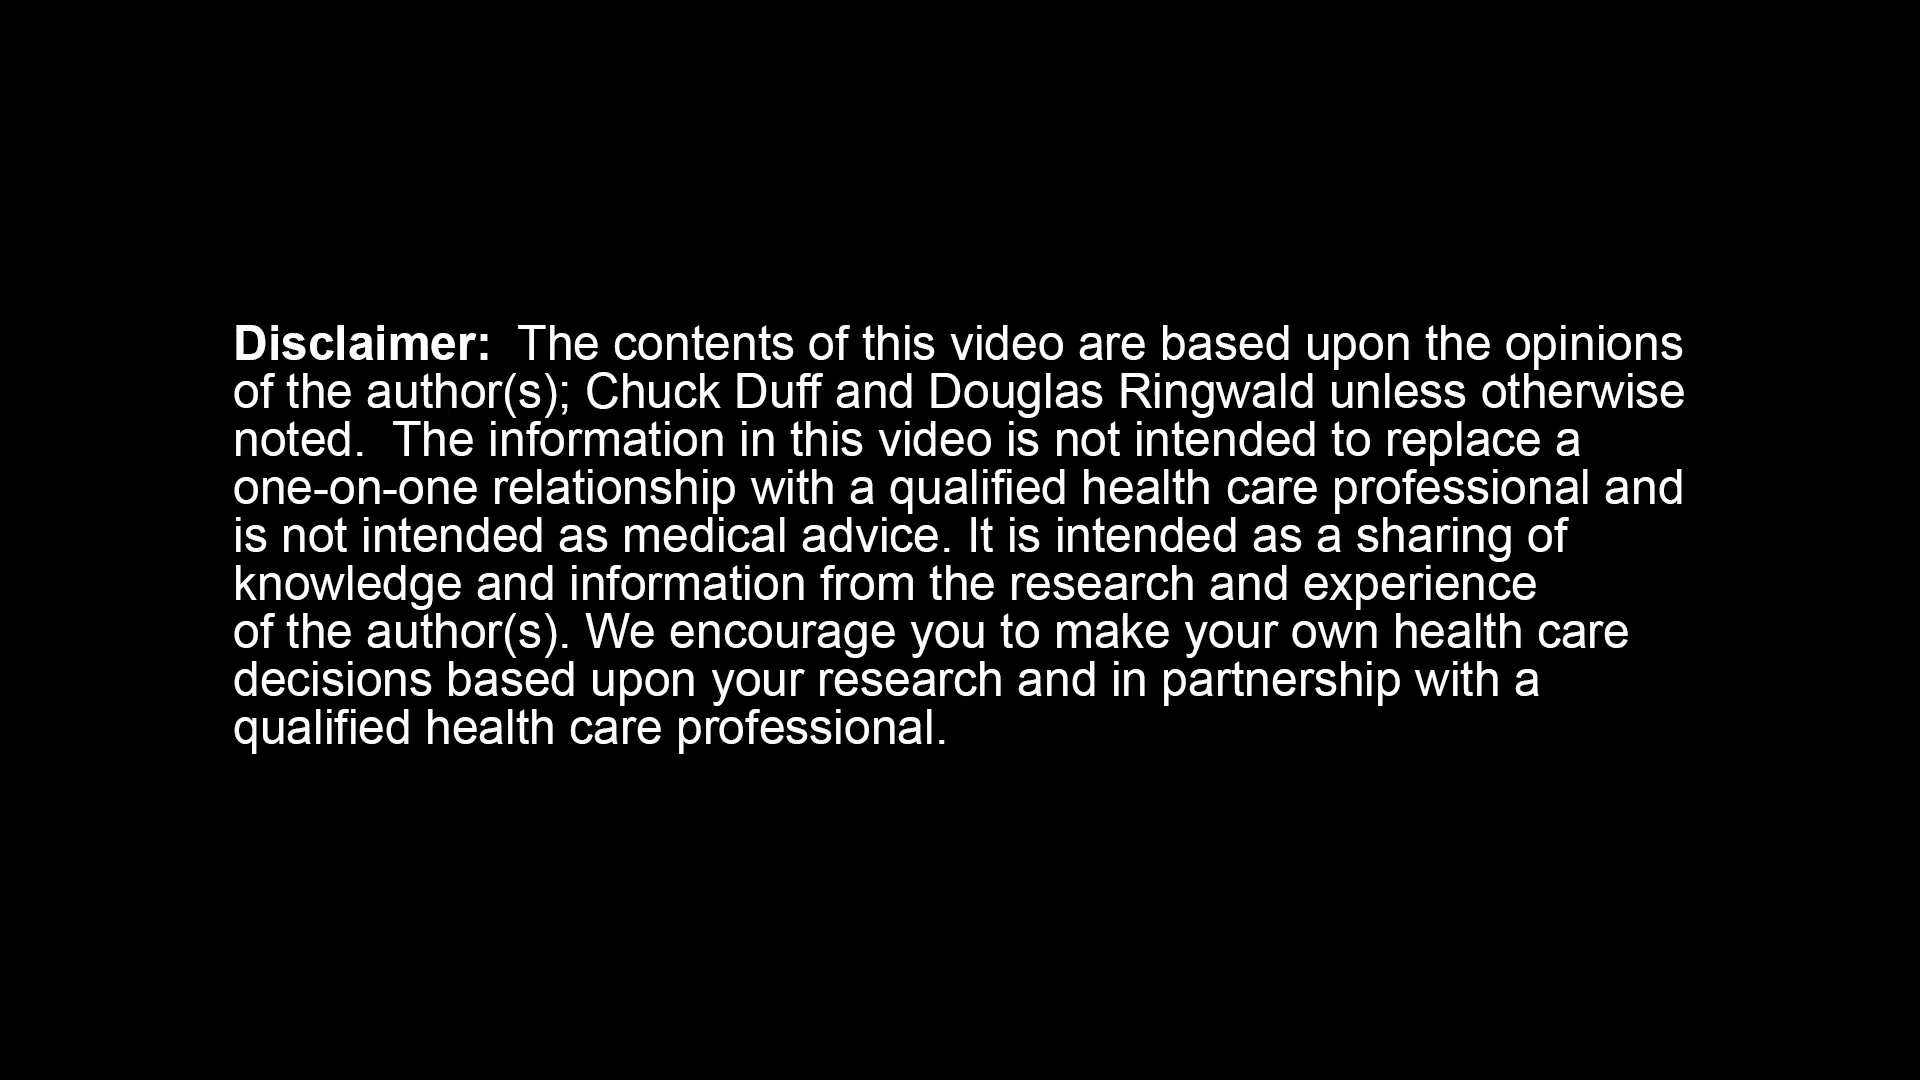 Disclaimer:  The contents of this video are based upon the opinions
of the author(s); Chuck Duff and Douglas Ringwald unless otherwise
noted.  The information in this video is not intended to replace a
one-on-one relationship with a qualified health care professional and
is not intended as medical advice. It is intended as a sharing of
knowledge and information from the research and experience
of the author(s). We encourage you to make your own health care
decisions based upon your research and in partnership with a
qualified health care professional.